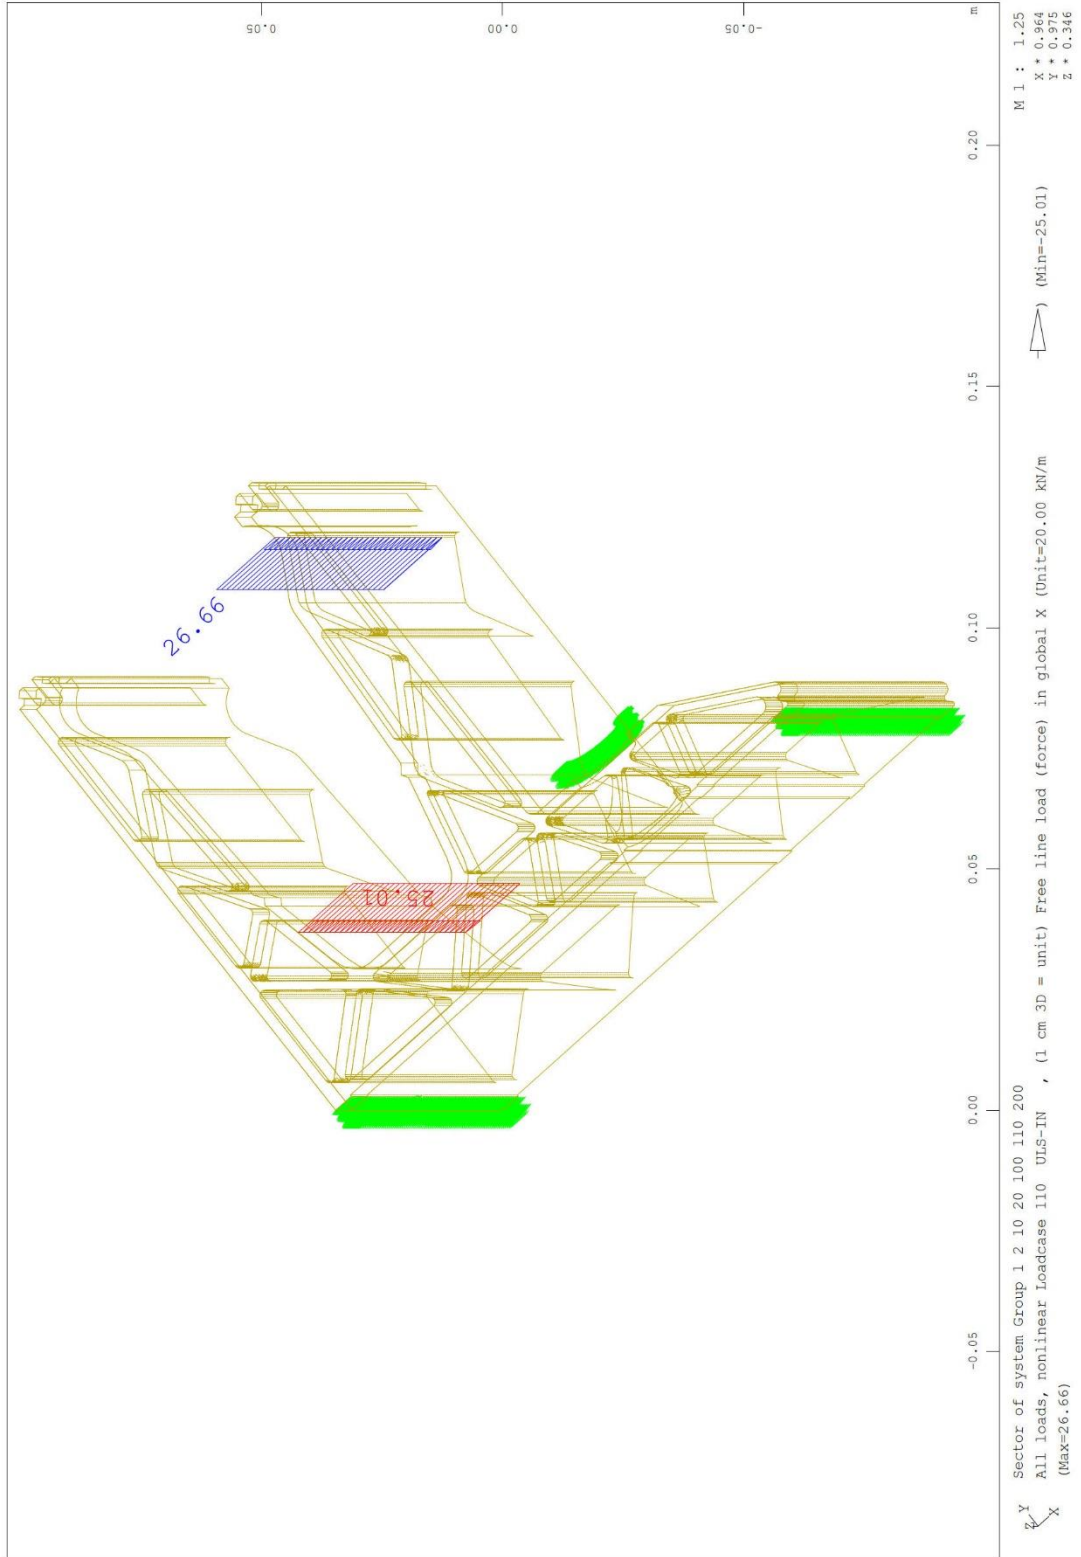 26.66
25.01
-0.05
0.00
0.05
0.10
0.15
0.20
m
0.05
0.00
-0.05
M 1 : 1.25
X * 0.964
Y * 0.975
Z * 0.346
Z Y
X
Sector of system Group 1 2 10 20 100 110 200
All loads, nonlinear Loadcase 110 ULS-IN , (1 cm 3D = unit) Free line load (force) in global X (Unit=20.00 kN/m ) (Min=-25.01)
(Max=26.66)